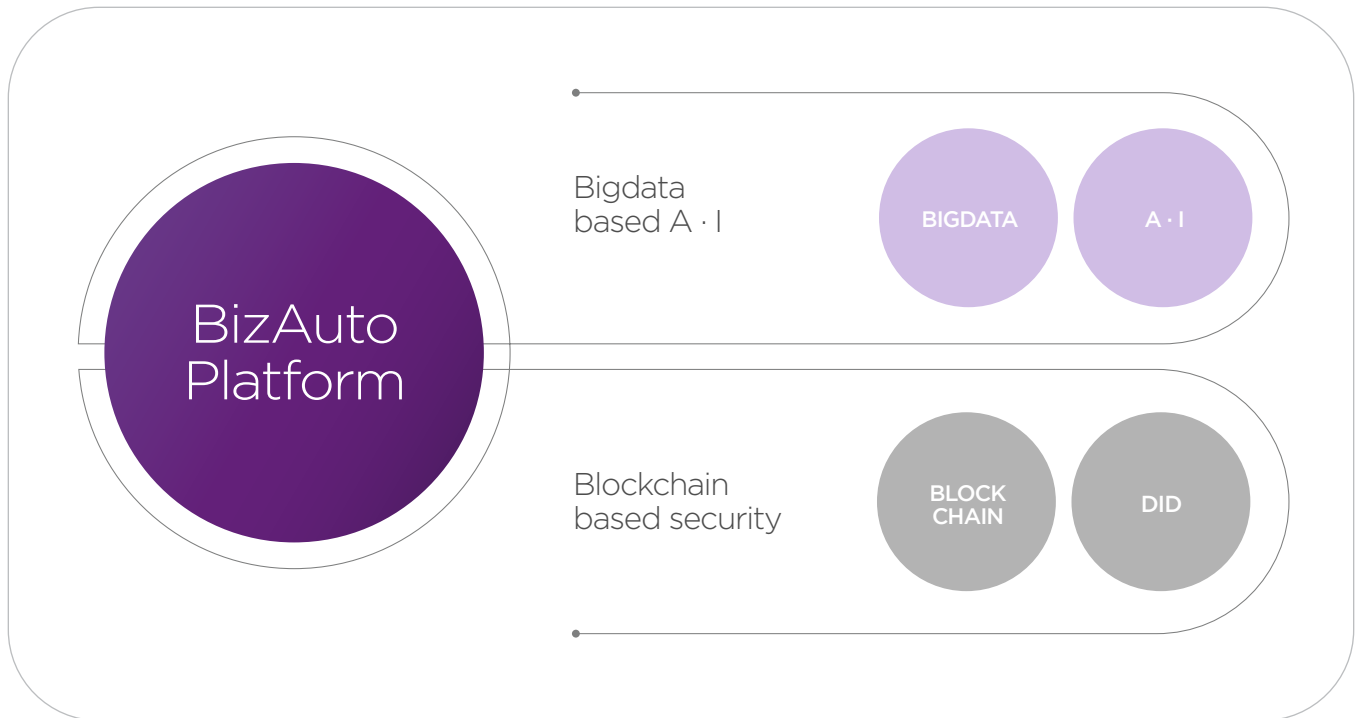 BizAuto
Platform
Bigdata
based A · I
BIGDATA
A · I
Blockchain
based security
BLOCK
CHAIN
DID